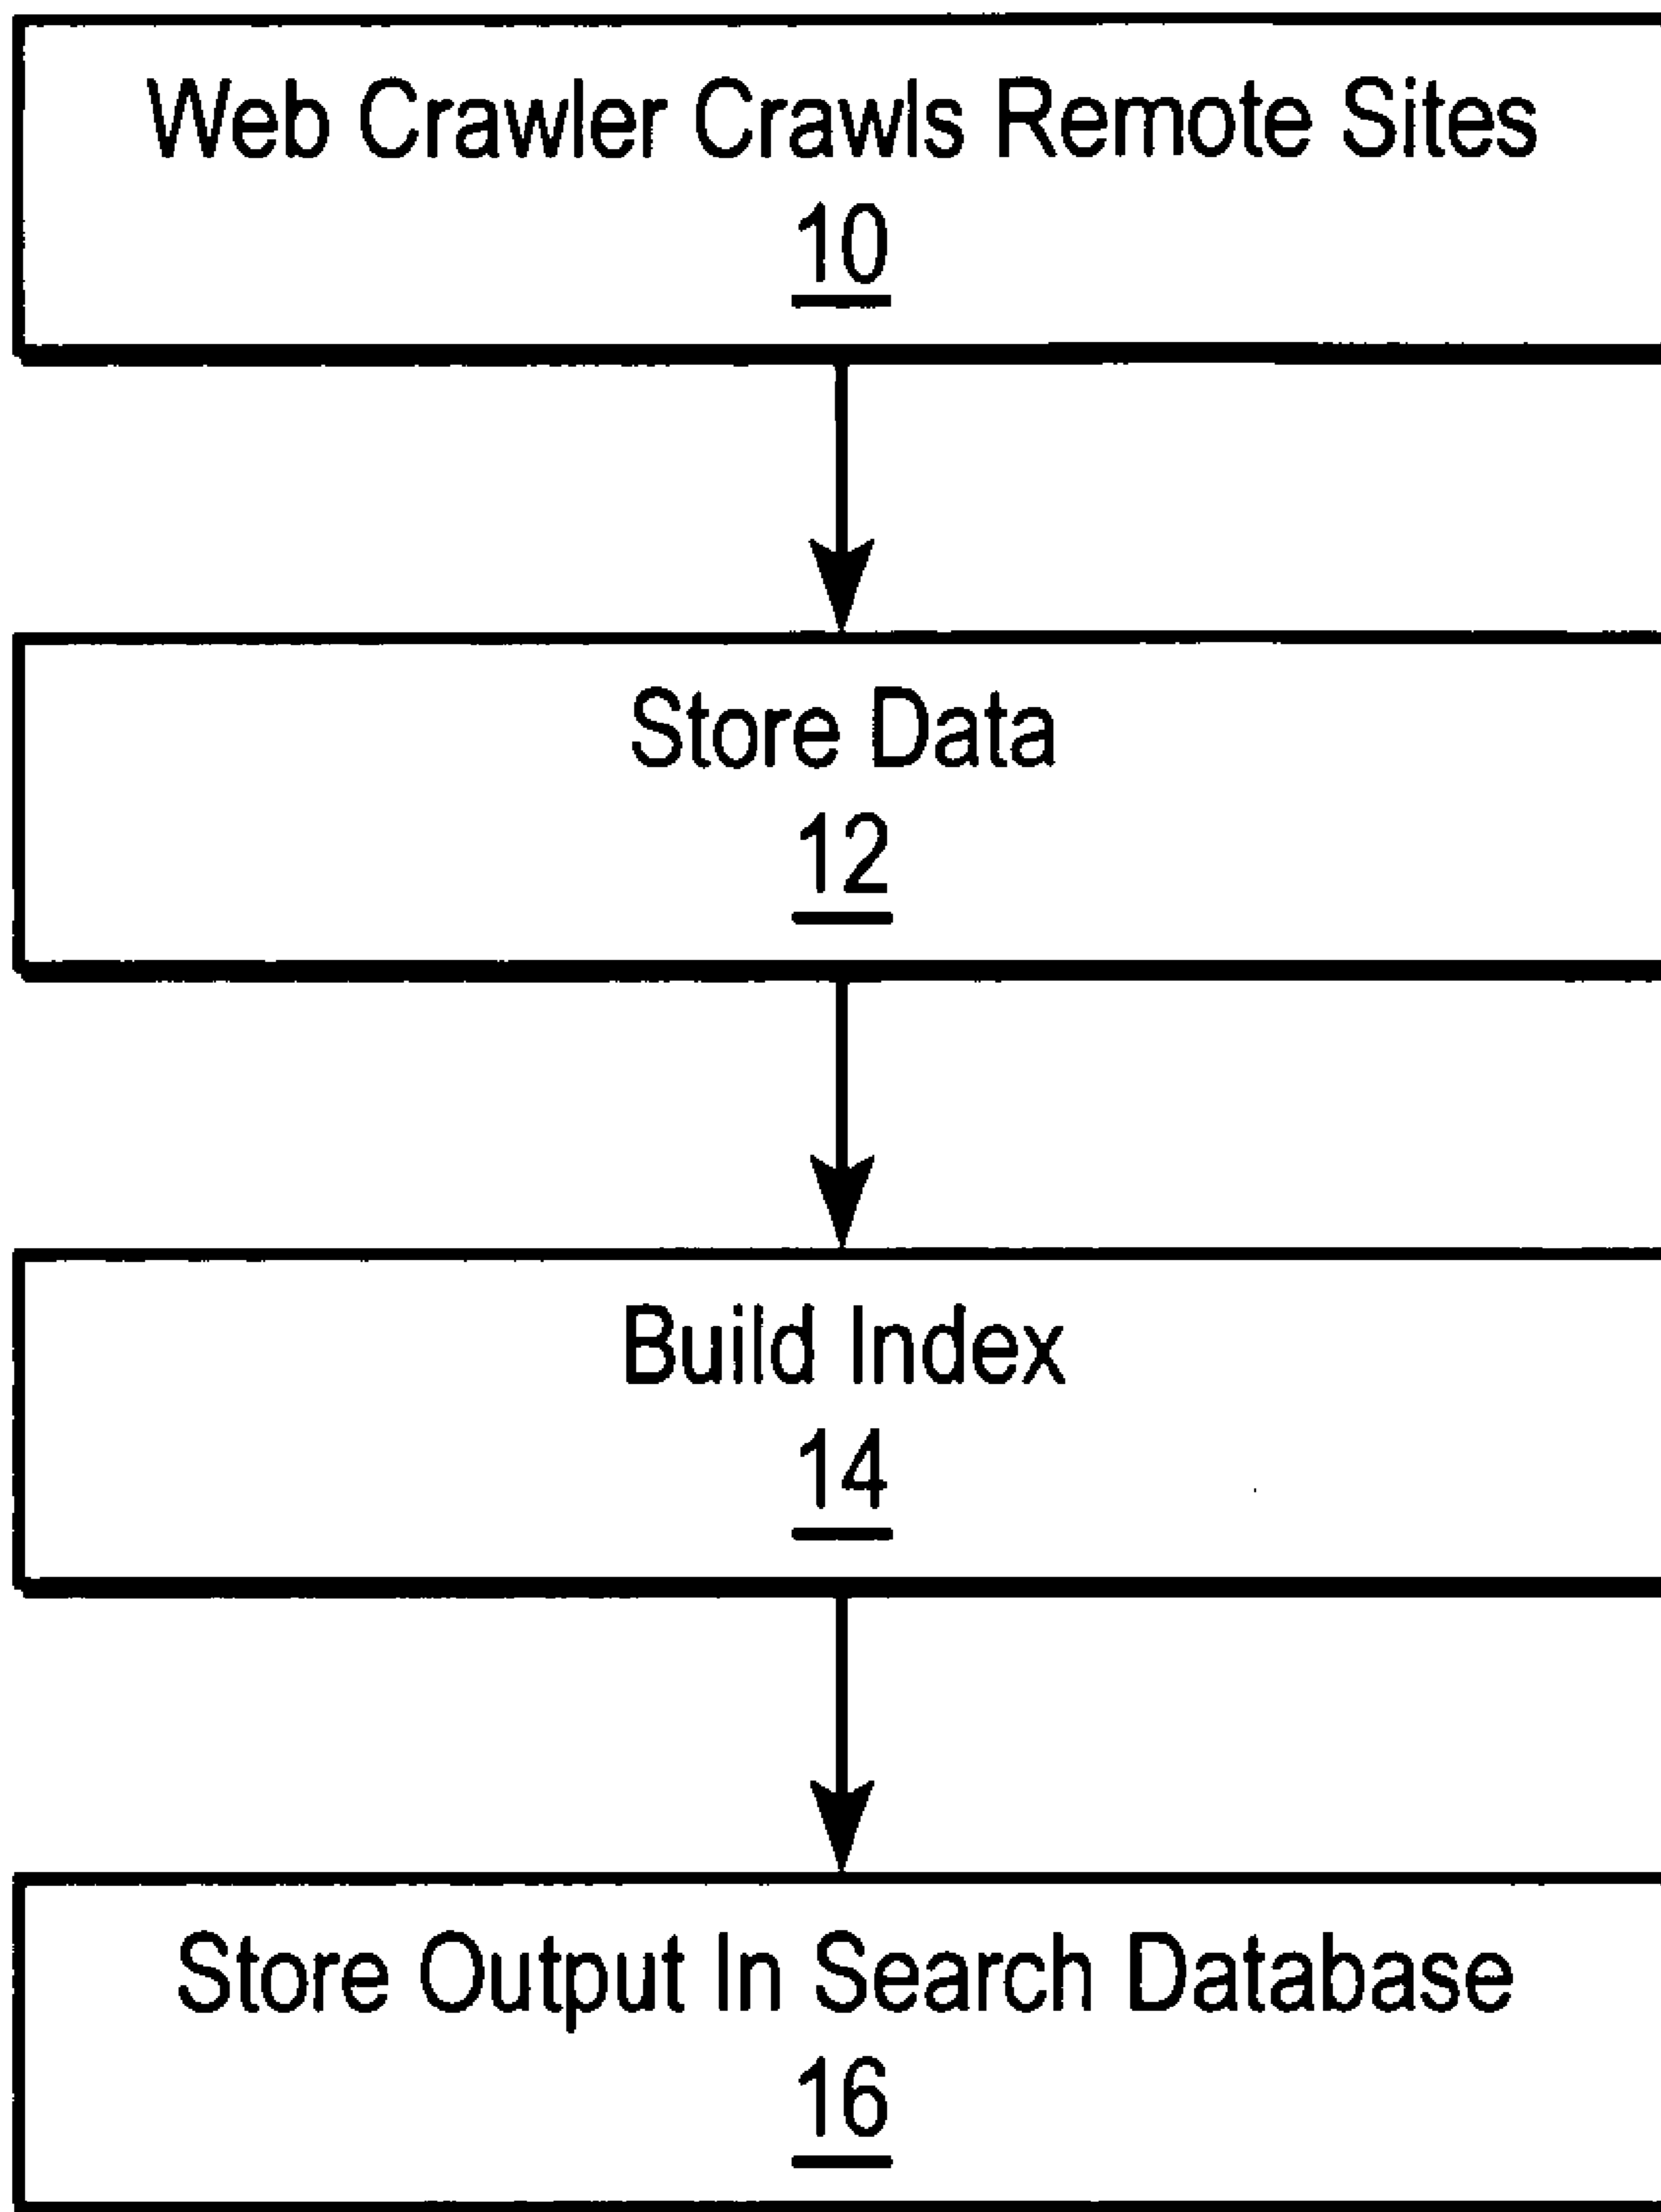 Web Crawler Crawls Remote Sites
10
Store Data
12
Build Index
14
Store Output In Search Database
16